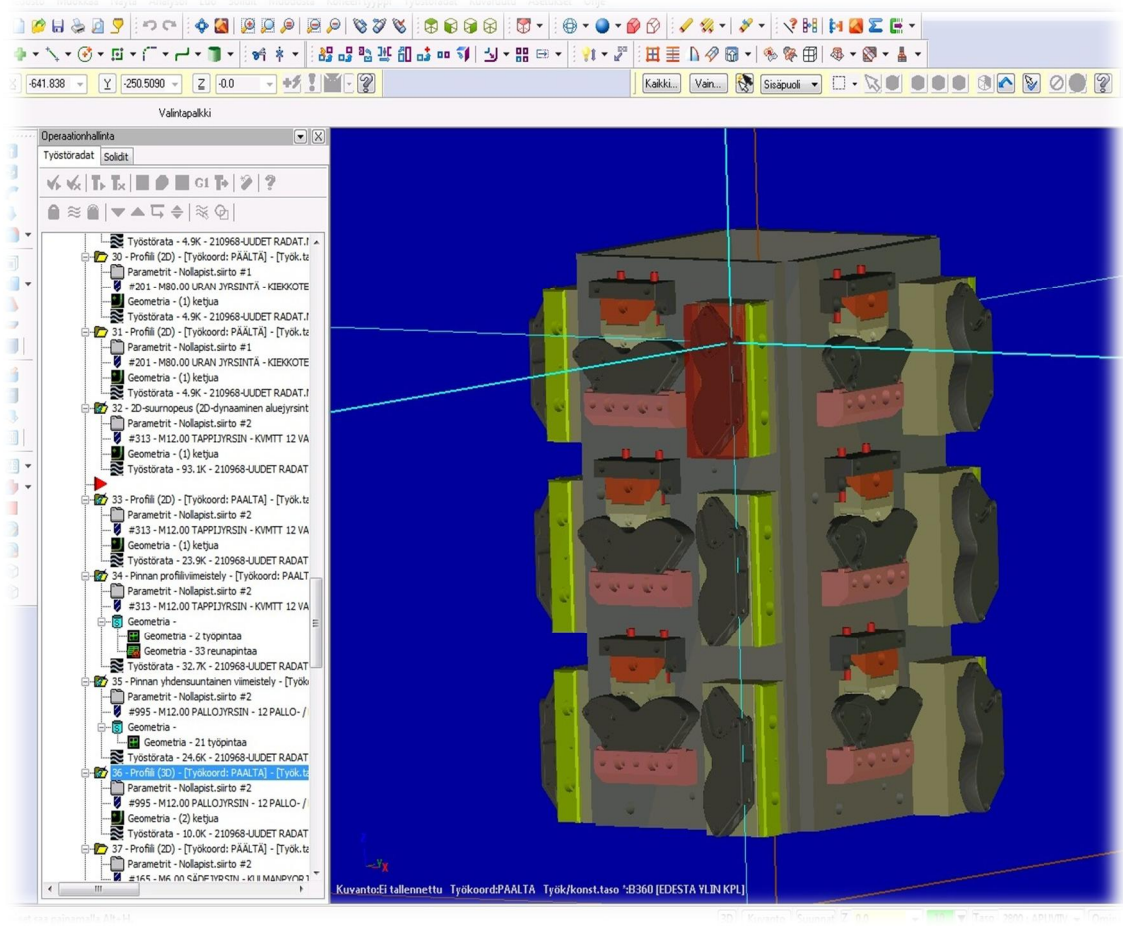 -641.838 Y -250.5090 Z -0.0 Kaikki... Vain... Sisäpuoli
Valintapalkki
Operaationhallinta
Työstöradat Solidit
G1
Työstörata - 4.9K - 210968-UUDET RADAT.
30 - Profiili (2D) - [Työkoord: PÄÄLTÄ] - [Työk.ta
Parametrit - Nollapist.siirto #1
#201 - M80.00 URAN JYRSINTÄ - KIEKKOTE
Geometria - (1) ketjua
Työstörata - 4.9K - 210968-UUDET RADAT.
31 - Profiili (2D) - [Työkoord: PÄÄLTÄ] - [Työk.ta
Parametrit - Nollapist.siirto #1
#201 - M80.00 URAN JYRSINTÄ - KIEKKOTE
Geometria - (1) ketjua
Työstörata - 4.9K - 210968-UUDET RADAT.
32 - 2D-suurnopeus (2D-dynaaminen aluejyrsint
Parametrit - Nollapist.siirto #2
#313 - M12.00 TAPPIJYRSIN - KVMTT 12 VA
Geometria - (1) ketjua
Työstörata - 93.1K - 210968-UUDET RADAT
33 - Profiili (2D) - [Työkoord: PAALTA] - [Työk.ta
Parametrit - Nollapist.siirto #2
#313 - M12.00 TAPPIJYRSIN - KVMTT 12 VA
Geometria - (1) ketjua
Työstörata - 23.9K - 210968-UUDET RADAT
34 - Pinnan profiiliviimeistely - [Työkoord: PAALT
Parametrit - Nollapist.siirto #2
#313 - M12.00 TAPPIJYRSIN - KVMTT 12 VA
Geometria -
Geometria - 2 työpintaa
Geometria - 33 reunapintaa
Työstörata - 32.7K - 210968-UUDET RADAT
35 - Pinnan yhdensuuntainen viimeistely - [Työk
Parametrit - Nollapist.siirto #2
#995 - M12.00 PALLOJYRSIN - 12 PALLO- /
Geometria -
Geometria - 21 työpintaa
Työstörata - 24.6K - 210968-UUDET RADAT
36 - Profiili (3D) - [Työkoord: PAALTA] - [Työk.ta
Parametrit - Nollapist.siirto #2
#995 - M12.00 PALLOJYRSIN - 12 PALLO- /
Geometria - (2) ketjua
Työstörata - 10.0K - 210968-UUDET RADAT
37 - Profiili (2D) - [Työkoord: PÄÄLTÄ] - [Työk.ta
Parametrit - Nollapist.siirto #2
#165 - M6.00 SÄDEJYRSIN - KULMANPYOR
Kuvanto:Ei tallennettu Työkoord:PAALTA Työk/konst.taso *:B360 [EDESTA YLIN KPL]